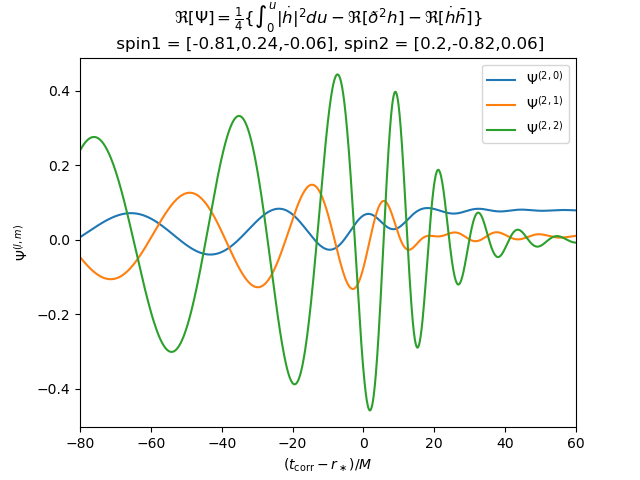 ℜ[Ψ] = 1/4{∫₀ᵘ|ḣ|²du − ℜ[ð²h] − ℜ[ḣh̄]}
spin1 = [-0.81,0.24,-0.06], spin2 = [0.2,-0.82,0.06]
Ψ⁽²,⁰⁾
Ψ⁽²,¹⁾
Ψ⁽²,²⁾
0.4
0.2
0.0
−0.2
−0.4
Ψ⁽ˡ,ᵐ⁾
−80 −60 −40 −20 0 20 40 60
(t_corr − r_*)/M